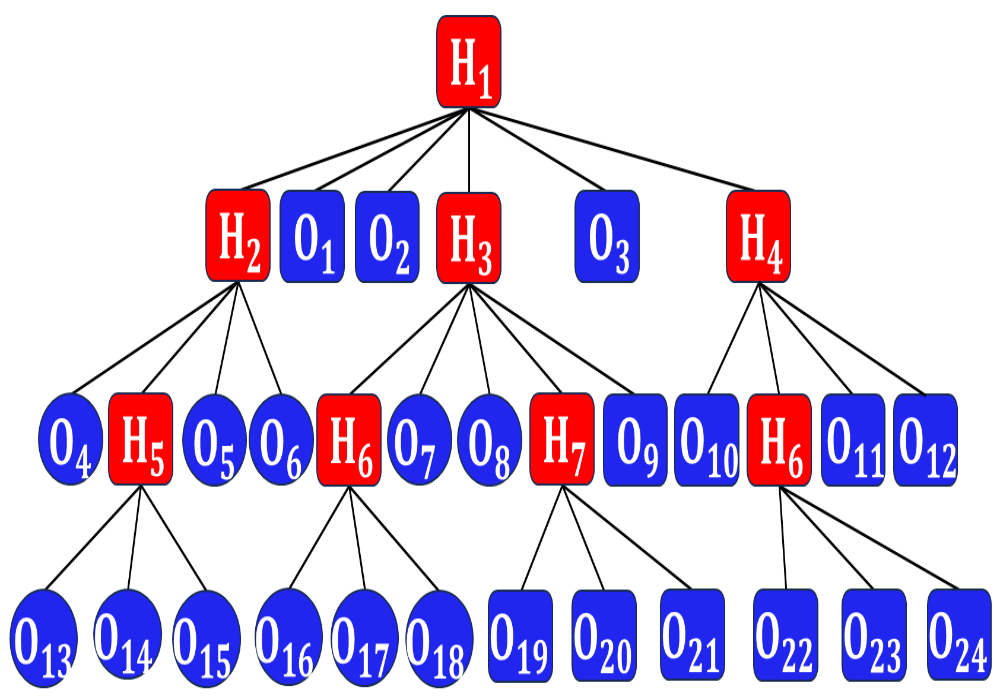 H₁
H₂ O₁ O₂ H₃ O₃ H₄
O₄ H₅ O₅ O₆ H₆ O₇ O₈ H₇ O₉ O₁₀ H₆ O₁₁ O₁₂
O₁₃ O₁₄ O₁₅ O₁₆ O₁₇ O₁₈ O₁₉ O₂₀ O₂₁ O₂₂ O₂₃ O₂₄